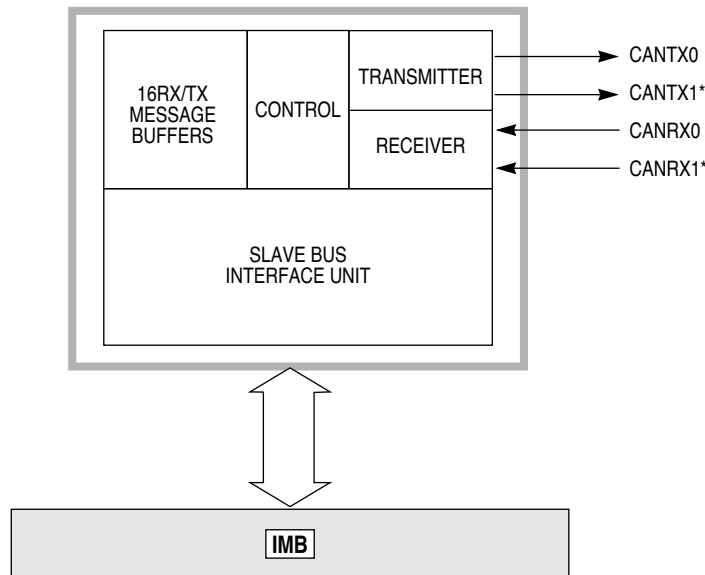 16RX/TX
MESSAGE
BUFFERS
CONTROL
TRANSMITTER
RECEIVER
CANTX0
CANTX1*
CANRX0
CANRX1*
SLAVE BUS
INTERFACE UNIT
IMB